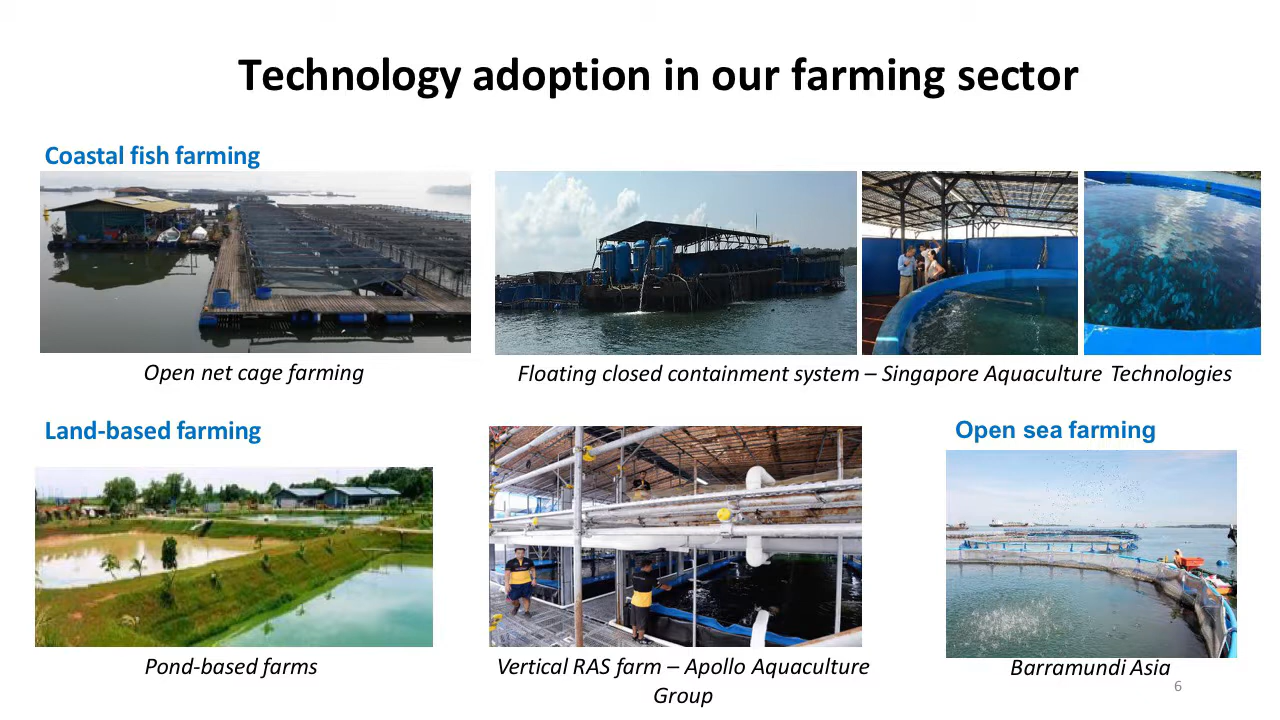 Technology adoption in our farming sector
Coastal fish farming
Open net cage farming
Floating closed containment system – Singapore Aquaculture Technologies
Land-based farming
Pond-based farms
Vertical RAS farm – Apollo Aquaculture
Group
Open sea farming
Barramundi Asia
6